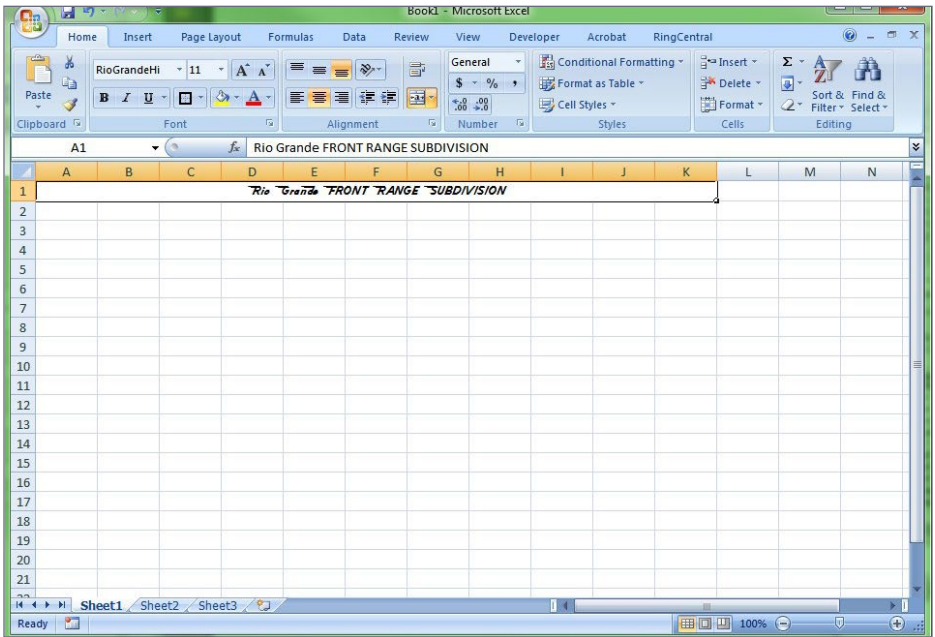 Book1 - Microsoft Excel
Home Insert Page Layout Formulas Data Review View Developer Acrobat RingCentral
RioGrandeHi 11 A A General Conditional Formatting Insert Σ
Paste B I U A $ % , Format as Table Delete Sort & Find &
.00 .00 Cell Styles Format Filter Select
Clipboard Font Alignment Number Styles Cells Editing
A1 fx Rio Grande FRONT RANGE SUBDIVISION
A B C D E F G H I J K L M N
1 Rio Grande FRONT RANGE SUBDIVISION
2
3
4
5
6
7
8
9
10
11
12
13
14
15
16
17
18
19
20
21
Sheet1 Sheet2 Sheet3
Ready 100%